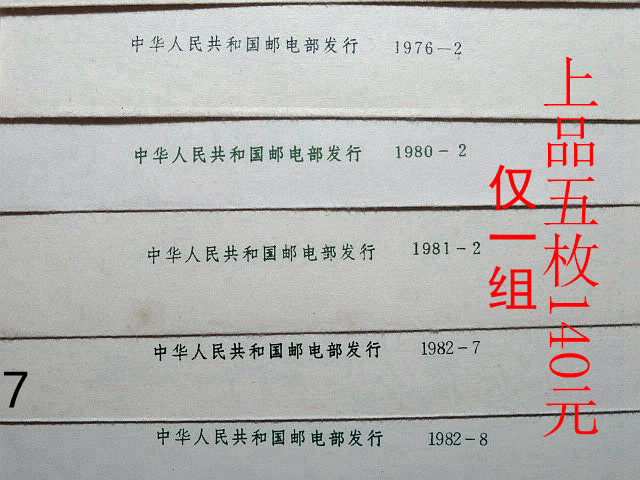 中华人民共和国邮电部发行 1976－2
中华人民共和国邮电部发行 1980－2
中华人民共和国邮电部发行 1981－2
中华人民共和国邮电部发行 1982－7
中华人民共和国邮电部发行 1982－8
上品五枚140元
仅一组
7